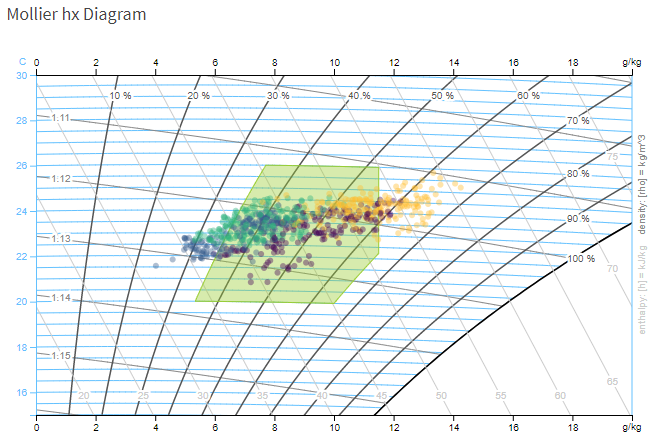 Mollier hx Diagram
C 0 2 4 6 8 10 12 14 16 18 g/kg
30
10 % 20 % 30 % 40 % 50 % 60 %
28 1.11 70 %
75
26
1.12 80 %
24
1.13 90 %
22 100 %
70
20 1.14
18
1.15
65
16 20 25 30 35 40 45 50 55 60
0 2 4 6 8 10 12 14 16 18 g/kg
density: [rho] = kg/m^3
enthalpy: [h] = kJ/kg